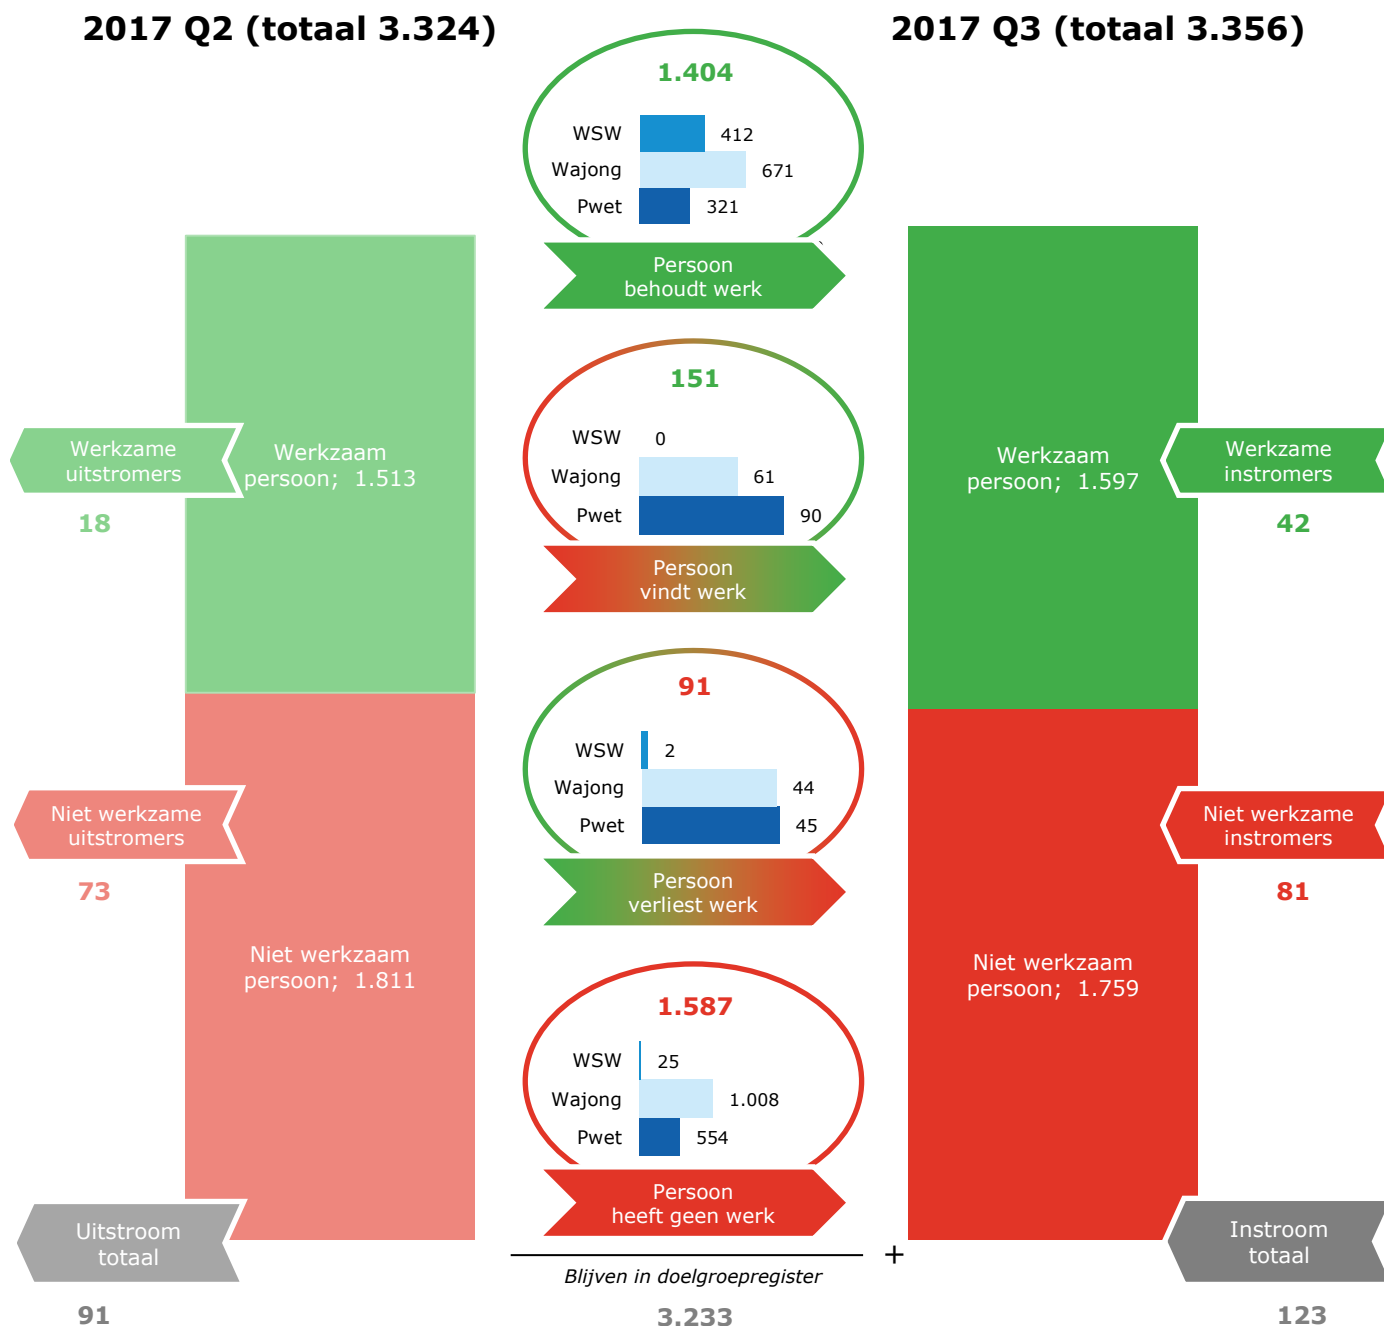 2017 Q2 (totaal 3.324)
2017 Q3 (totaal 3.356)
1.404
WSW 412
Wajong 671
Pwet 321
Persoon
behoudt werk
151
WSW 0
Wajong 61
Pwet 90
Persoon
vindt werk
91
WSW 2
Wajong 44
Pwet 45
Persoon
verliest werk
1.587
WSW 25
Wajong 1.008
Pwet 554
Persoon
heeft geen werk
Blijven in doelgroepregister
3.233
+
Werkzame
uitstromers
18
Werkzaam
persoon; 1.513
Niet werkzame
uitstromers
73
Niet werkzaam
persoon; 1.811
Uitstroom
totaal
91
Werkzaam
persoon; 1.597
Werkzame
instromers
42
Niet werkzame
instromers
81
Niet werkzaam
persoon; 1.759
Instroom
totaal
123